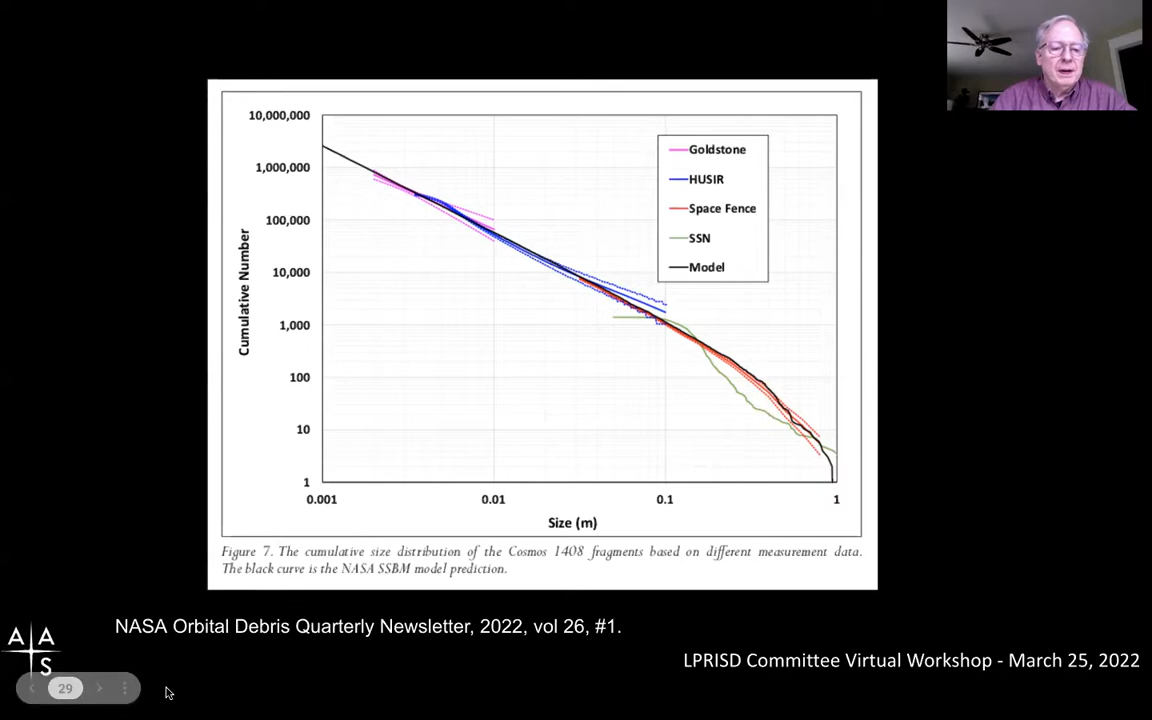 10,000,000
1,000,000
100,000
10,000
1,000
100
10
1
Cumulative Number
0.001
0.01
0.1
1
Size (m)
Goldstone
HUSIR
Space Fence
SSN
Model
Figure 7. The cumulative size distribution of the Cosmos 1408 fragments based on different measurement data.
The black curve is the NASA SSBM model prediction.
NASA Orbital Debris Quarterly Newsletter, 2022, vol 26, #1.
LPRISD Committee Virtual Workshop - March 25, 2022
A A
S
29